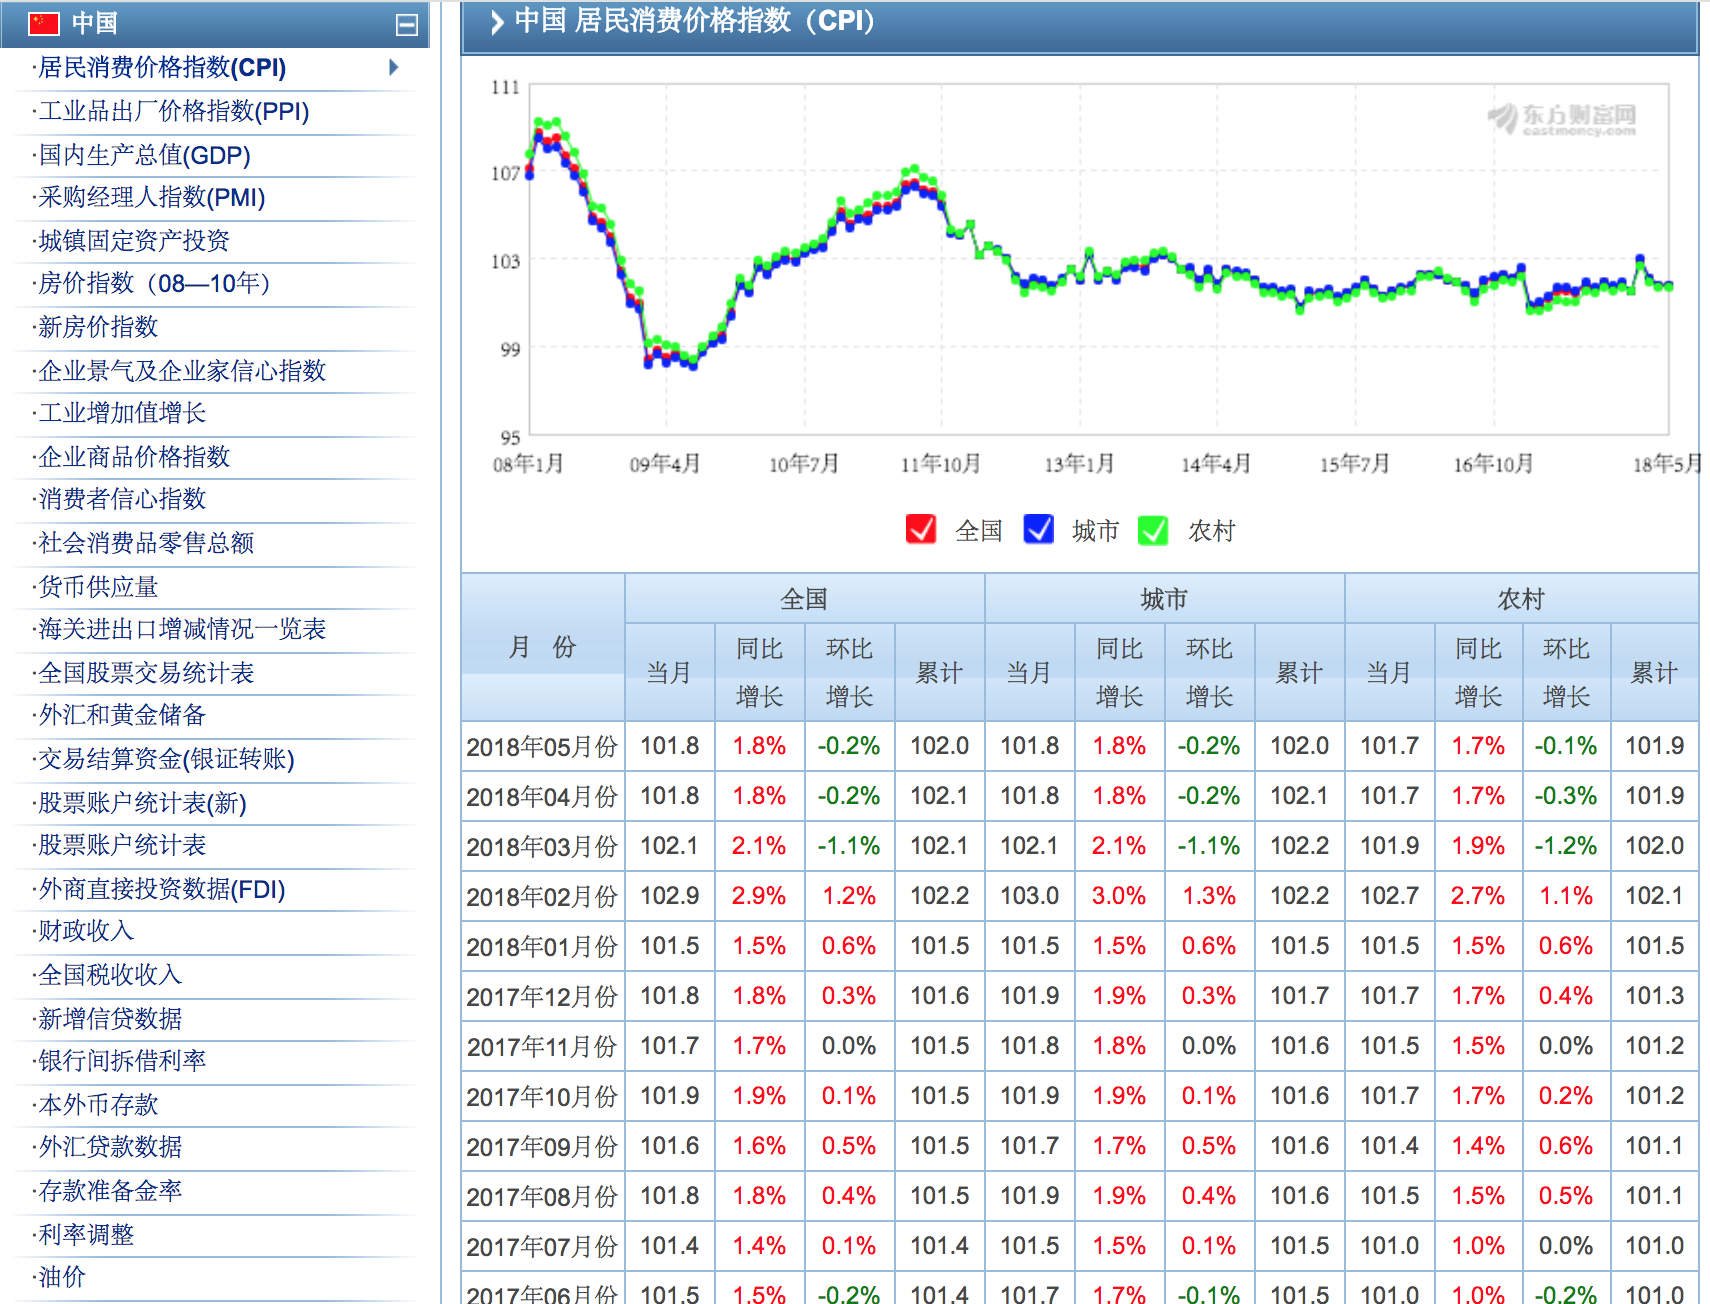 中国
·居民消费价格指数(CPI)
·工业品出厂价格指数(PPI)
·国内生产总值(GDP)
·采购经理人指数(PMI)
·城镇固定资产投资
·房价指数（08—10年）
·新房价指数
·企业景气及企业家信心指数
·工业增加值增长
·企业商品价格指数
·消费者信心指数
·社会消费品零售总额
·货币供应量
·海关进出口增减情况一览表
·全国股票交易统计表
·外汇和黄金储备
·交易结算资金(银证转账)
·股票账户统计表(新)
·股票账户统计表
·外商直接投资数据(FDI)
·财政收入
·全国税收收入
·新增信贷数据
·银行间拆借利率
·本外币存款
·外汇贷款数据
·存款准备金率
·利率调整
·油价
中国 居民消费价格指数（CPI）
东方财富网
eastmoney.com
111
107
103
99
95
08年1月 09年4月 10年7月 11年10月 13年1月 14年4月 15年7月 16年10月 18年5月
全国 城市 农村
月 份 全国 城市 农村
当月 同比增长 环比增长 累计 当月 同比增长 环比增长 累计 当月 同比增长 环比增长 累计
2018年05月份 101.8 1.8% -0.2% 102.0 101.8 1.8% -0.2% 102.0 101.7 1.7% -0.1% 101.9
2018年04月份 101.8 1.8% -0.2% 102.1 101.8 1.8% -0.2% 102.1 101.7 1.7% -0.3% 101.9
2018年03月份 102.1 2.1% -1.1% 102.1 102.1 2.1% -1.1% 102.2 101.9 1.9% -1.2% 102.0
2018年02月份 102.9 2.9% 1.2% 102.2 103.0 3.0% 1.3% 102.2 102.7 2.7% 1.1% 102.1
2018年01月份 101.5 1.5% 0.6% 101.5 101.5 1.5% 0.6% 101.5 101.5 1.5% 0.6% 101.5
2017年12月份 101.8 1.8% 0.3% 101.6 101.9 1.9% 0.3% 101.7 101.7 1.7% 0.4% 101.3
2017年11月份 101.7 1.7% 0.0% 101.5 101.8 1.8% 0.0% 101.6 101.5 1.5% 0.0% 101.2
2017年10月份 101.9 1.9% 0.1% 101.5 101.9 1.9% 0.1% 101.6 101.7 1.7% 0.2% 101.2
2017年09月份 101.6 1.6% 0.5% 101.5 101.7 1.7% 0.5% 101.6 101.4 1.4% 0.6% 101.1
2017年08月份 101.8 1.8% 0.4% 101.5 101.9 1.9% 0.4% 101.6 101.5 1.5% 0.5% 101.1
2017年07月份 101.4 1.4% 0.1% 101.4 101.5 1.5% 0.1% 101.5 101.0 1.0% 0.0% 101.0
2017年06月份 101.5 1.5% -0.2% 101.4 101.7 1.7% -0.1% 101.5 101.0 1.0% -0.2% 101.0